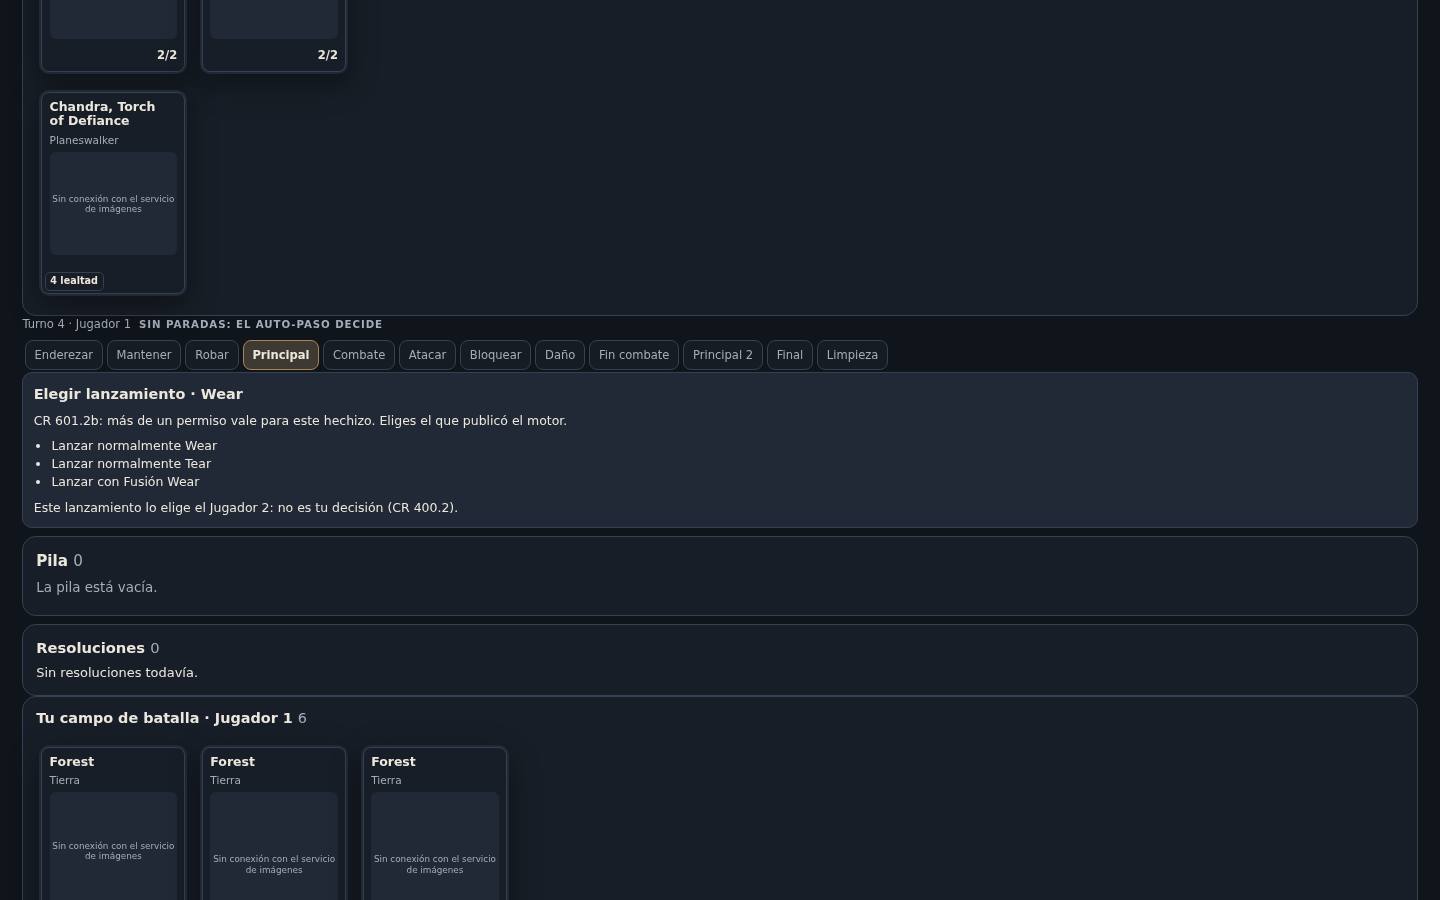 2/2
2/2
Chandra, Torch
of Defiance
Planeswalker
Sin conexión con el servicio
de imágenes
4 lealtad
Turno 4 · Jugador 1 SIN PARADAS: EL AUTO-PASO DECIDE
Enderezar Mantener Robar Principal Combate Atacar Bloquear Daño Fin combate Principal 2 Final Limpieza
Elegir lanzamiento · Wear
CR 601.2b: más de un permiso vale para este hechizo. Eliges el que publicó el motor.
• Lanzar normalmente Wear
• Lanzar normalmente Tear
• Lanzar con Fusión Wear
Este lanzamiento lo elige el Jugador 2: no es tu decisión (CR 400.2).
Pila 0
La pila está vacía.
Resoluciones 0
Sin resoluciones todavía.
Tu campo de batalla · Jugador 1 6
Forest
Tierra
Sin conexión con el servicio
de imágenes
Forest
Tierra
Sin conexión con el servicio
de imágenes
Forest
Tierra
Sin conexión con el servicio
de imágenes